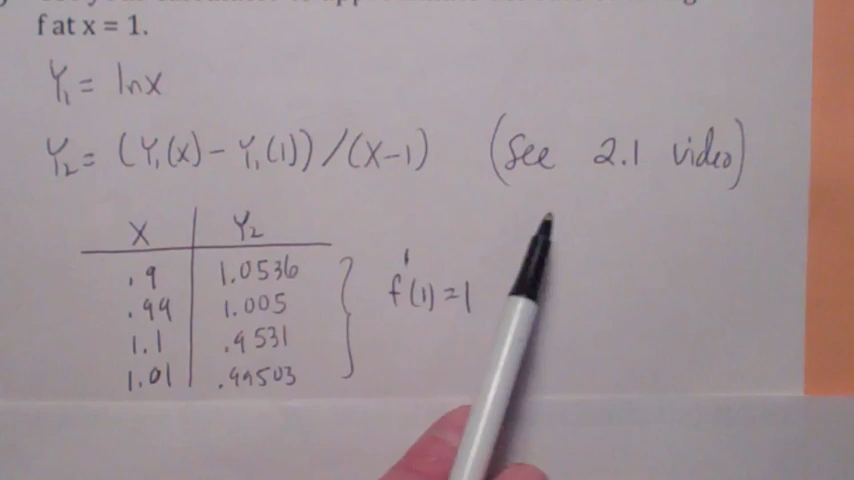 f at x = 1.
Y₁ = lnx
Y₂ = (Y₁(x) – Y₁(1)) / (X–1) (See 2.1 video)
X Y₂
.9 1.0536
.99 1.005
1.1 .9531
1.01 .99503
f'(1) = 1